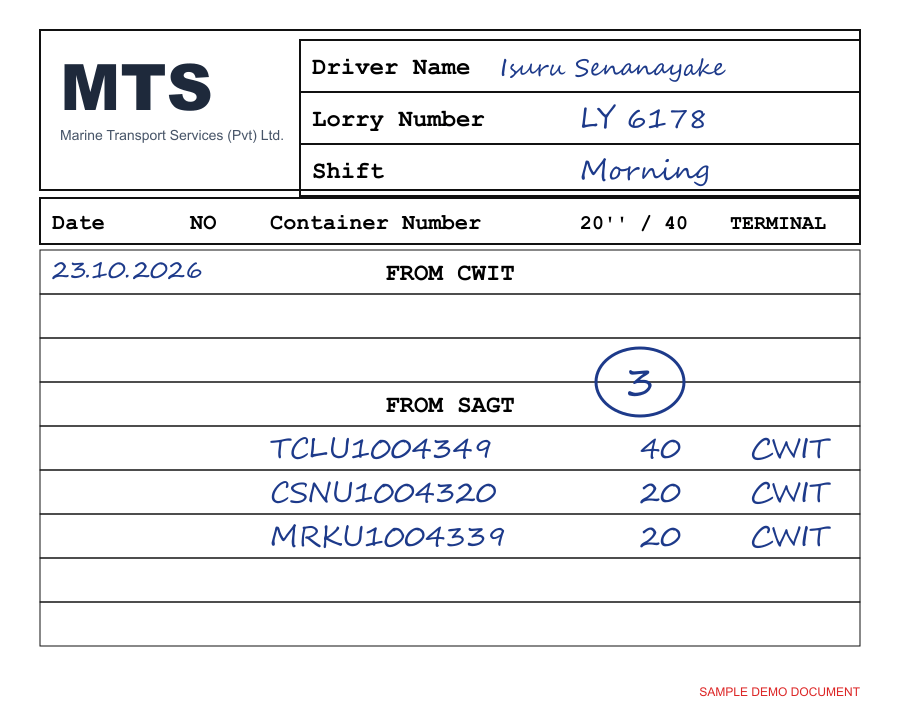 MTS
Marine Transport Services (Pvt) Ltd.
Driver Name Isuru Senanayake
Lorry Number LY 6178
Shift Morning
Date NO Container Number 20'' / 40 TERMINAL
23.10.2026 FROM CWIT
3
FROM SAGT
TCLU1004349 40 CWIT
CSNU1004320 20 CWIT
MRKU1004339 20 CWIT
SAMPLE DEMO DOCUMENT